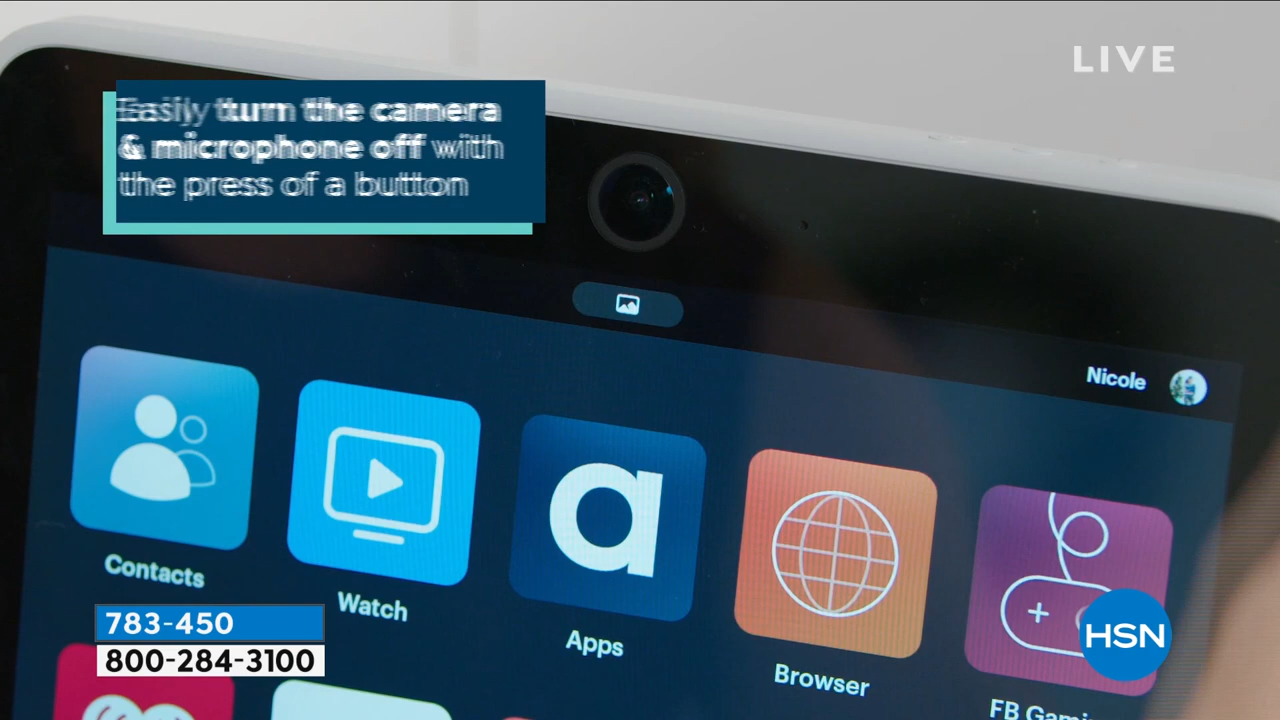 LIVE
Easily turn the camera
& microphone off with
the press of a button
Nicole
Contacts
Watch
a
Apps
Browser
783-450
800-284-3100
HSN
FB